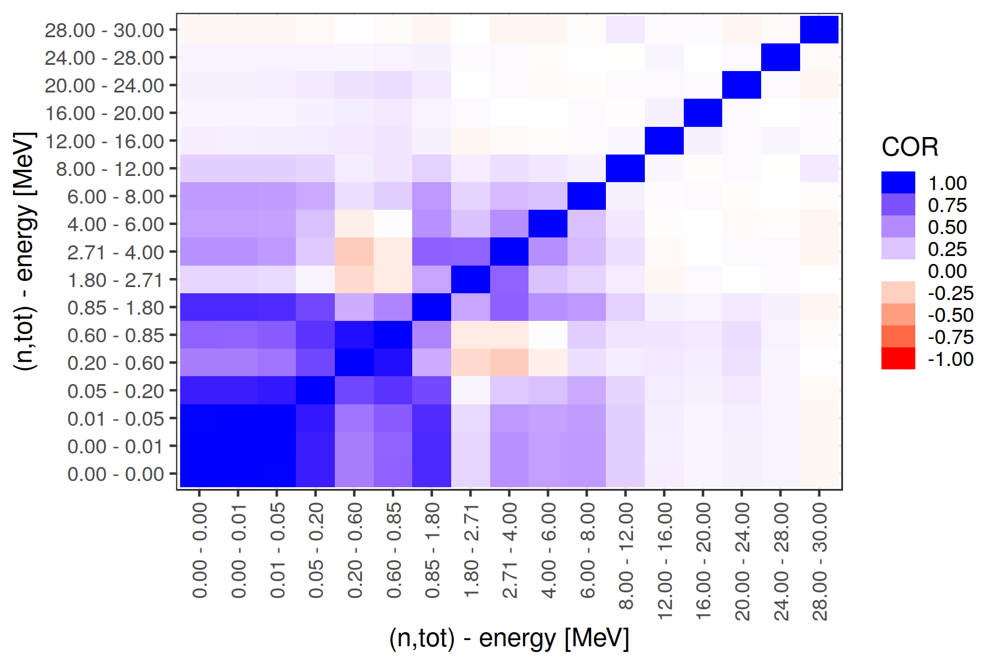 28.00 - 30.00
24.00 - 28.00
20.00 - 24.00
16.00 - 20.00
12.00 - 16.00
8.00 - 12.00
6.00 - 8.00
4.00 - 6.00
2.71 - 4.00
1.80 - 2.71
0.85 - 1.80
0.60 - 0.85
0.20 - 0.60
0.05 - 0.20
0.01 - 0.05
0.00 - 0.01
0.00 - 0.00
(n,tot) - energy [MeV]
0.00 - 0.00
0.00 - 0.01
0.01 - 0.05
0.05 - 0.20
0.20 - 0.60
0.60 - 0.85
0.85 - 1.80
1.80 - 2.71
2.71 - 4.00
4.00 - 6.00
6.00 - 8.00
8.00 - 12.00
12.00 - 16.00
16.00 - 20.00
20.00 - 24.00
24.00 - 28.00
28.00 - 30.00
(n,tot) - energy [MeV]
COR
1.00
0.75
0.50
0.25
0.00
-0.25
-0.50
-0.75
-1.00